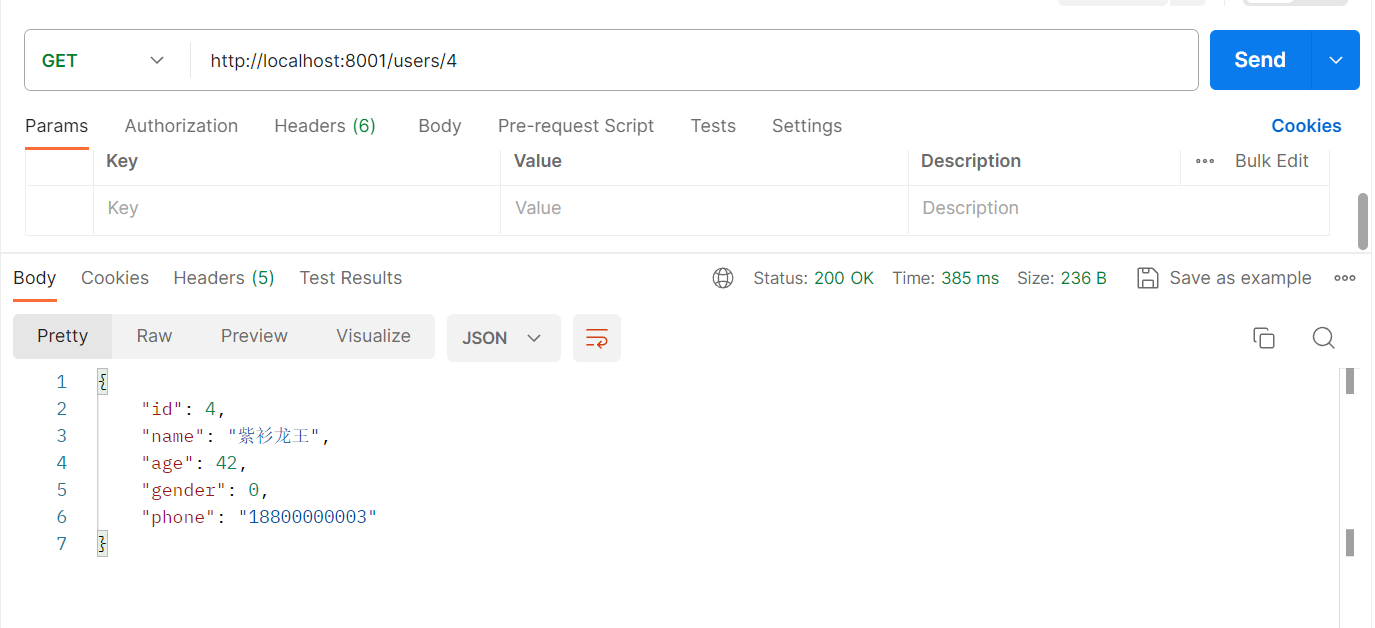 GET http://localhost:8001/users/4 Send
Params Authorization Headers (6) Body Pre-request Script Tests Settings Cookies
Key Value Description Bulk Edit
Key Value Description
Body Cookies Headers (5) Test Results Status: 200 OK Time: 385 ms Size: 236 B Save as example
Pretty Raw Preview Visualize JSON
1 {
2 "id": 4,
3 "name": "紫衫龙王",
4 "age": 42,
5 "gender": 0,
6 "phone": "18800000003"
7 }